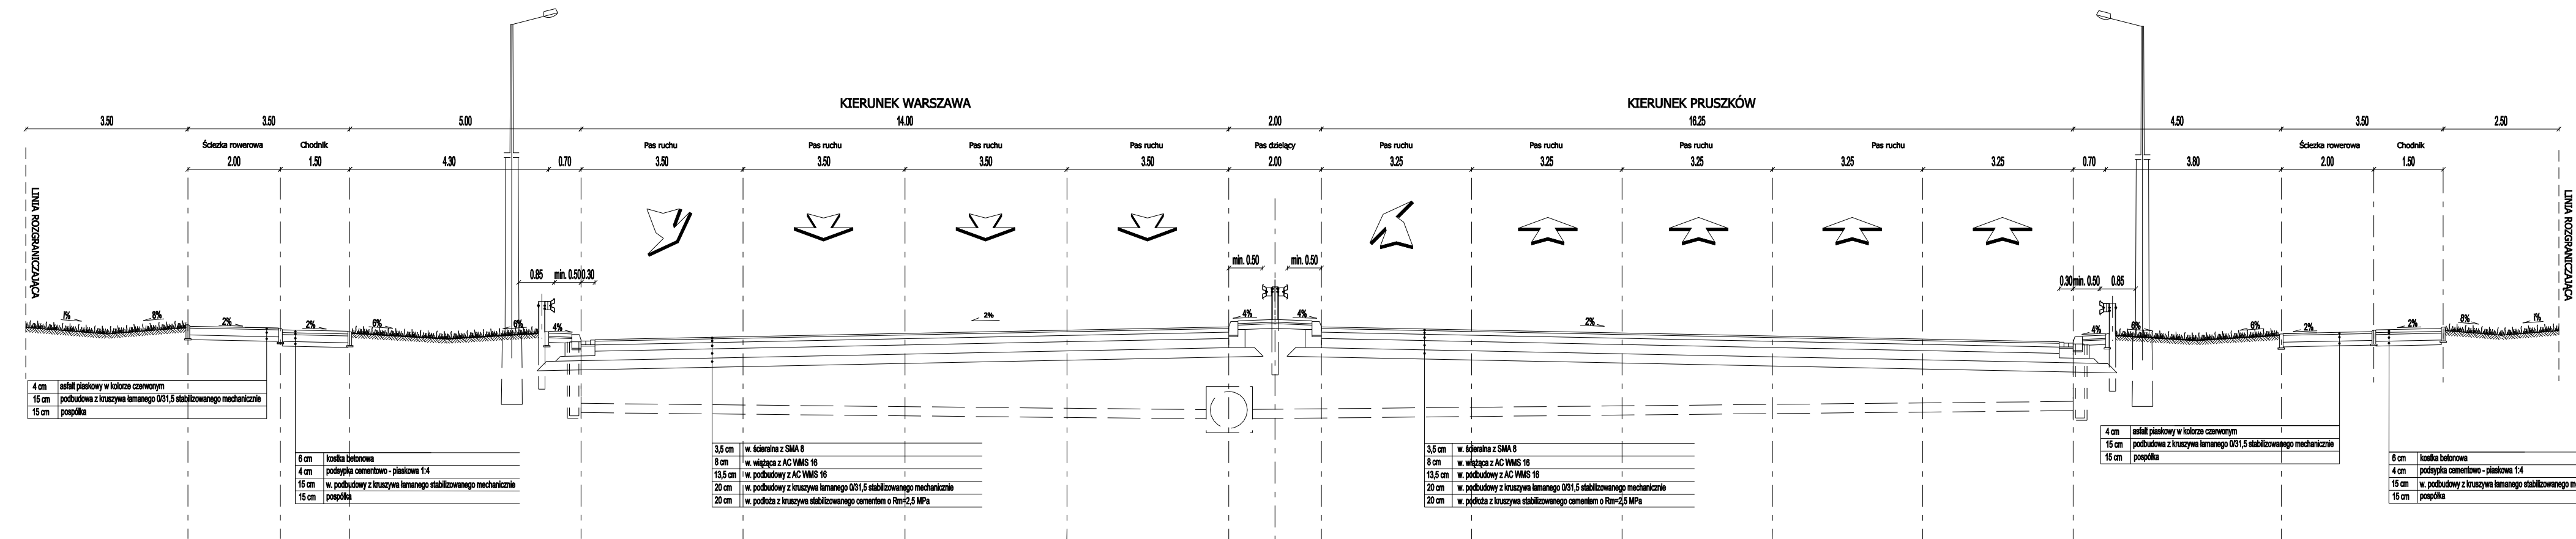 KIERUNEK WARSZAWA KIERUNEK PRUSZKÓW
3.50 3.50 5.00 14.00 2.00 16.25 4.50 3.50 2.50
Ścieżka rowerowa Chodnik Pas ruchu Pas ruchu Pas ruchu Pas ruchu Pas dzielący Pas ruchu Pas ruchu Pas ruchu Pas ruchu Ścieżka rowerowa Chodnik
2.00 1.50 4.30 0.70 3.50 3.50 3.50 3.50 2.00 3.25 3.25 3.25 3.25 3.25 0.70 3.80 2.00 1.50
LINIA ROZGRANICZAJĄCA
LINIA ROZGRANICZAJĄCA
0.85 min. 0.50 0.30 min. 0.50 min. 0.50 0.30 min. 0.50 0.85
i% 8% 2% 2% 6% 6% 4% 2% 4% 4% 2% 4% 6% 6% 2% 2% 8% i%
4 cm asfalt piaskowy w kolorze czerwonym
15 cm podbudowa z kruszywa łamanego 0/31,5 stabilizowanego mechanicznie
15 cm pospółka
6 cm kostka betonowa
4 cm podsypka cementowo - piaskowa 1:4
15 cm w. podbudowy z kruszywa łamanego stabilizowanego mechanicznie
15 cm pospółka
3,5 cm w. ścieralna z SMA 8
8 cm w. wiążąca z AC WMS 16
13,5 cm w. podbudowy z AC WMS 16
20 cm w. podbudowy z kruszywa łamanego 0/31,5 stabilizowanego mechanicznie
20 cm w. podłoża z kruszywa stabilizowanego cementem o Rm=2,5 MPa
3,5 cm w. ścieralna z SMA 8
8 cm w. wiążąca z AC WMS 16
13,5 cm w. podbudowy z AC WMS 16
20 cm w. podbudowy z kruszywa łamanego 0/31,5 stabilizowanego mechanicznie
20 cm w. podłoża z kruszywa stabilizowanego cementem o Rm=2,5 MPa
4 cm asfalt piaskowy w kolorze czerwonym
15 cm podbudowa z kruszywa łamanego 0/31,5 stabilizowanego mechanicznie
15 cm pospółka
6 cm kostka betonowa
4 cm podsypka cementowo - piaskowa 1:4
15 cm w. podbudowy z kruszywa łamanego stabilizowanego
15 cm pospółka